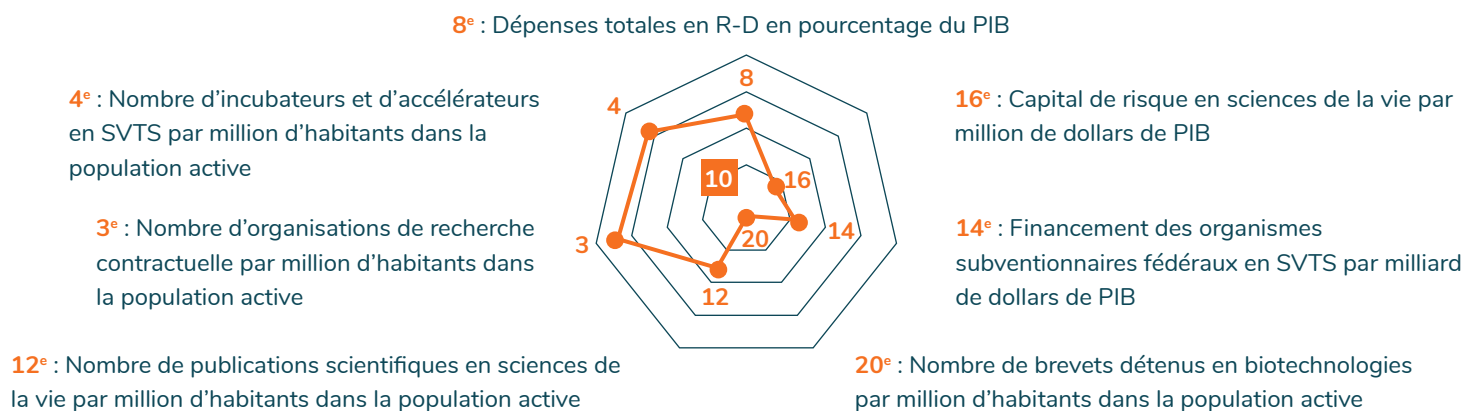 8e : Dépenses totales en R-D en pourcentage du PIB
4e : Nombre d’incubateurs et d’accélérateurs
en SVTS par million d’habitants dans la
population active
3e : Nombre d’organisations de recherche
contractuelle par million d’habitants dans
la population active
12e : Nombre de publications scientifiques en sciences de
la vie par million d’habitants dans la population active
8
4
10
16
3
20
14
12
16e : Capital de risque en sciences de la vie par
million de dollars de PIB
14e : Financement des organismes
subventionnaires fédéraux en SVTS par milliard
de dollars de PIB
20e : Nombre de brevets détenus en biotechnologies
par million d’habitants dans la population active